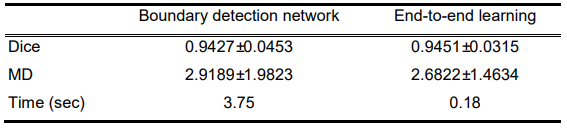 Boundary detection network End-to-end learning
Dice 0.9427±0.0453 0.9451±0.0315
MD 2.9189±1.9823 2.6822±1.4634
Time (sec) 3.75 0.18